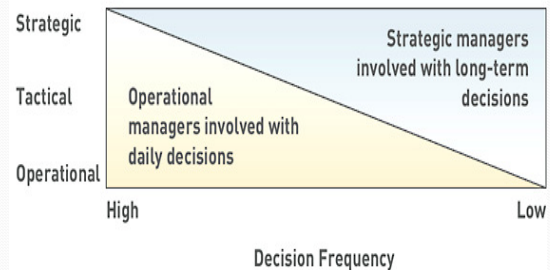 Strategic
Tactical
Operational
Strategic managers
involved with long-term
decisions
Operational
managers involved with
daily decisions
High
Low
Decision Frequency